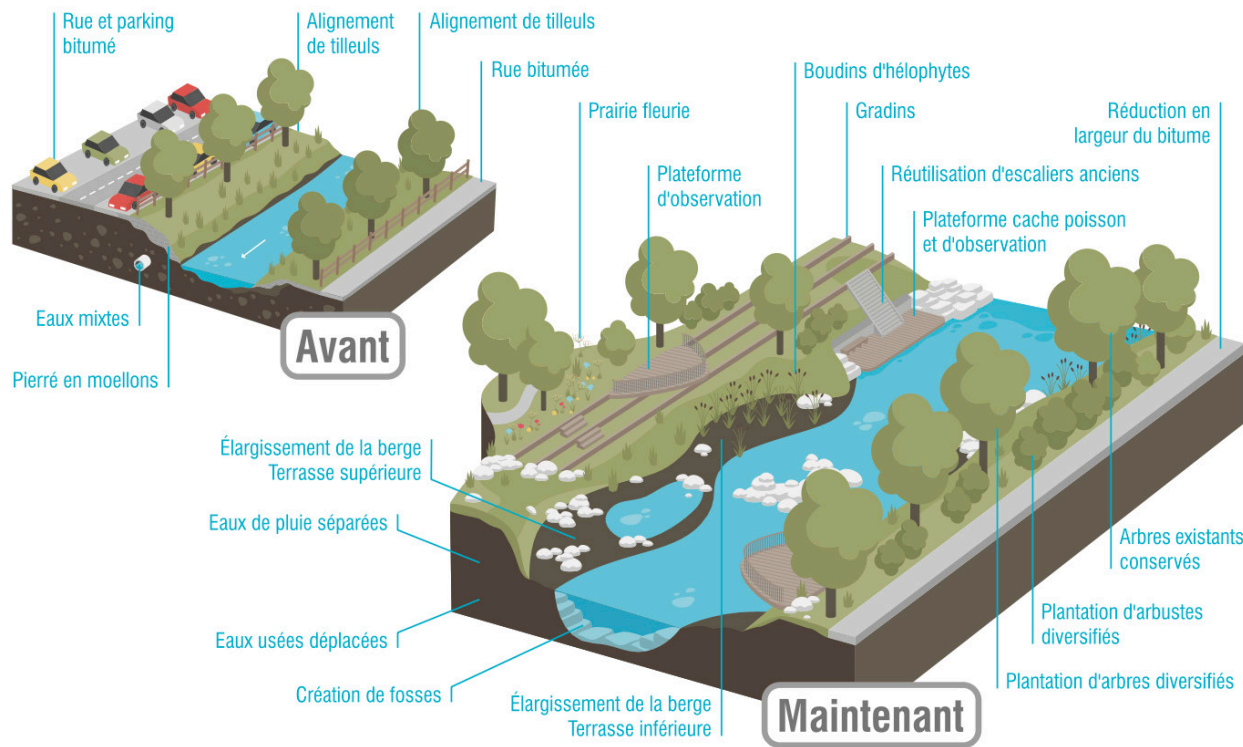 Rue et parking
bitumé
Alignement
de tilleuls
Alignement de tilleuls
Rue bitumée
Eaux mixtes
Pierré en moellons
Avant
Boudins d'hélophytes
Prairie fleurie
Gradins
Réduction en
largeur du bitume
Plateforme
d'observation
Réutilisation d'escaliers anciens
Plateforme cache poisson
et d'observation
Élargissement de la berge
Terrasse supérieure
Eaux de pluie séparées
Eaux usées déplacées
Création de fosses
Élargissement de la berge
Terrasse inférieure
Arbres existants
conservés
Plantation d'arbustes
diversifiés
Plantation d'arbres diversifiés
Maintenant